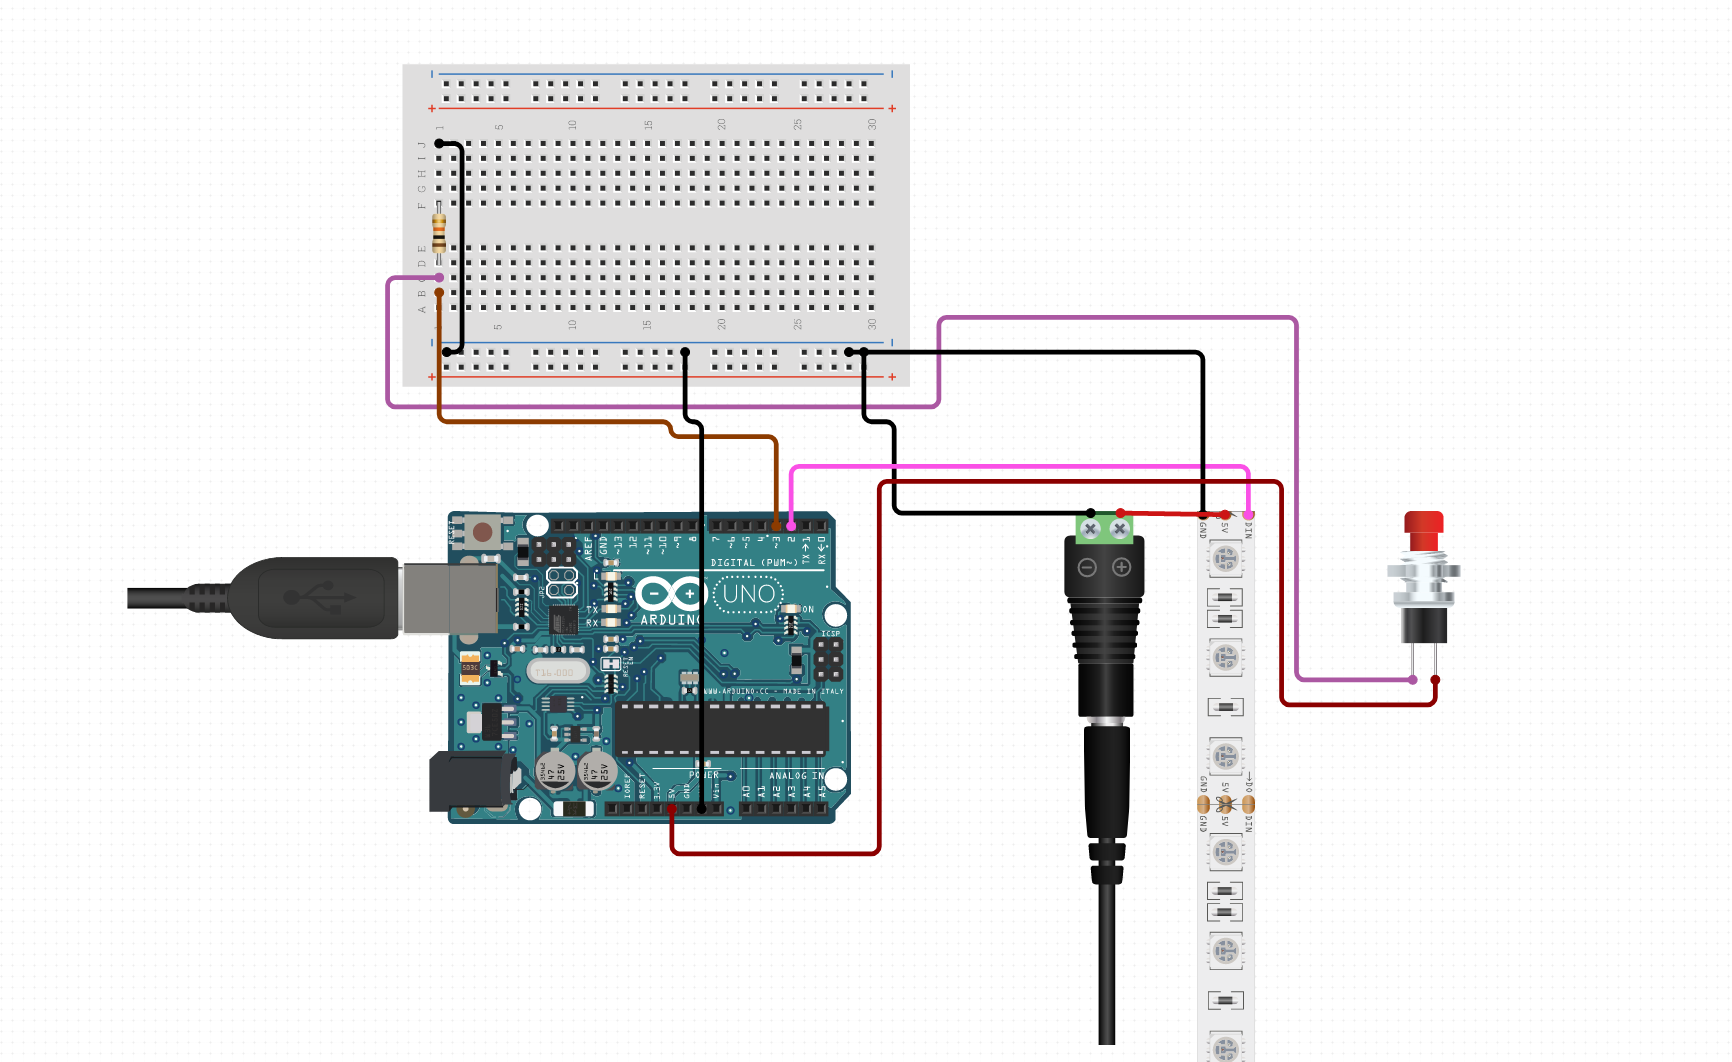 1 5 10 15 20 25 30
J
I
H
G
F
E
D
C
B
A
5 10 15 20 25 30
RESET
AREF
GND
~13
12
~11
~10
~9
8
7
~6
~5
4
~3
2
TX→1
RX←0
DIGITAL (PWM~)
UNO
ARDUINO
TX
RX
ON
ICSP
RESET
EN
T16.000
WWW.ARDUINO.CC - MADE IN ITALY
47
25V
47
25V
IOREF
RESET
3.3V
5V
GND
Vin
POWER
ANALOG IN
A0
A1
A2
A3
A4
A5
GND
5V
DIN
GND
5V
DO
GND
5V
DIN